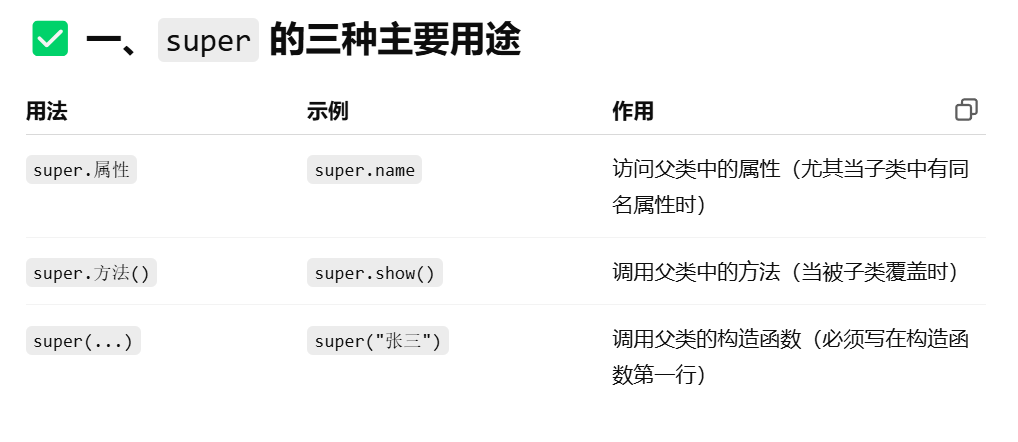 ✅ 一、super 的三种主要用途
用法 示例 作用
super.属性 super.name 访问父类中的属性（尤其当子类中有同
名属性时）
super.方法() super.show() 调用父类中的方法（当被子类覆盖时）
super(...) super("张三") 调用父类的构造函数（必须写在构造函
数第一行）